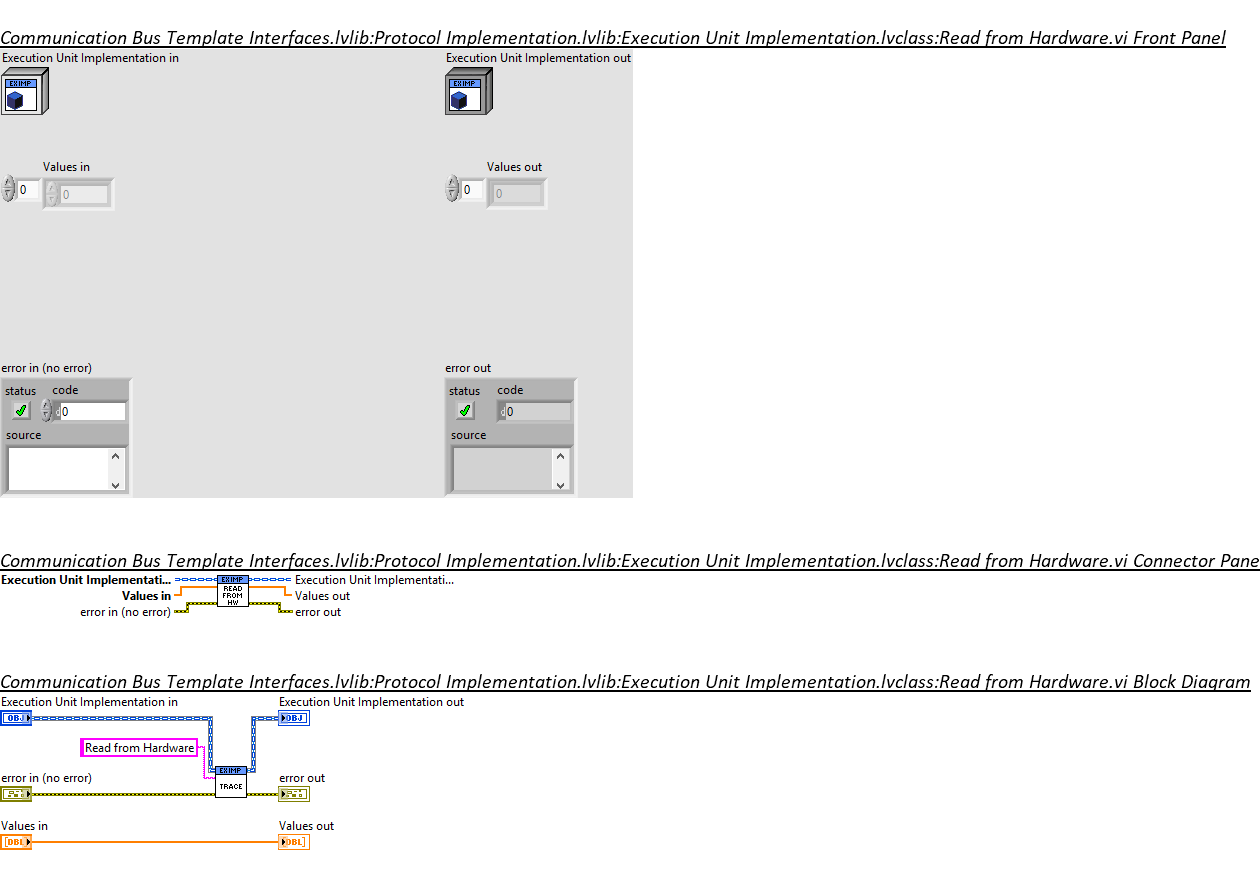 Communication Bus Template Interfaces.lvlib:Protocol Implementation.lvlib:Execution Unit Implementation.lvclass:Read from Hardware.vi Front Panel
Execution Unit Implementation in Execution Unit Implementation out
EXIMP EXIMP
Values in Values out
0 0 0 0
error in (no error) error out
status code status code
d 0 d 0
source source
Communication Bus Template Interfaces.lvlib:Protocol Implementation.lvlib:Execution Unit Implementation.lvclass:Read from Hardware.vi Connector Pane
Execution Unit Implementati... EXIMP Execution Unit Implementati...
Values in READ FROM HW Values out
error in (no error) error out
Communication Bus Template Interfaces.lvlib:Protocol Implementation.lvlib:Execution Unit Implementation.lvclass:Read from Hardware.vi Block Diagram
Execution Unit Implementation in Execution Unit Implementation out
OBJ OBJ
Read from Hardware
EXIMP
error in (no error) TRACE error out
Values in Values out
[DBL] [DBL]